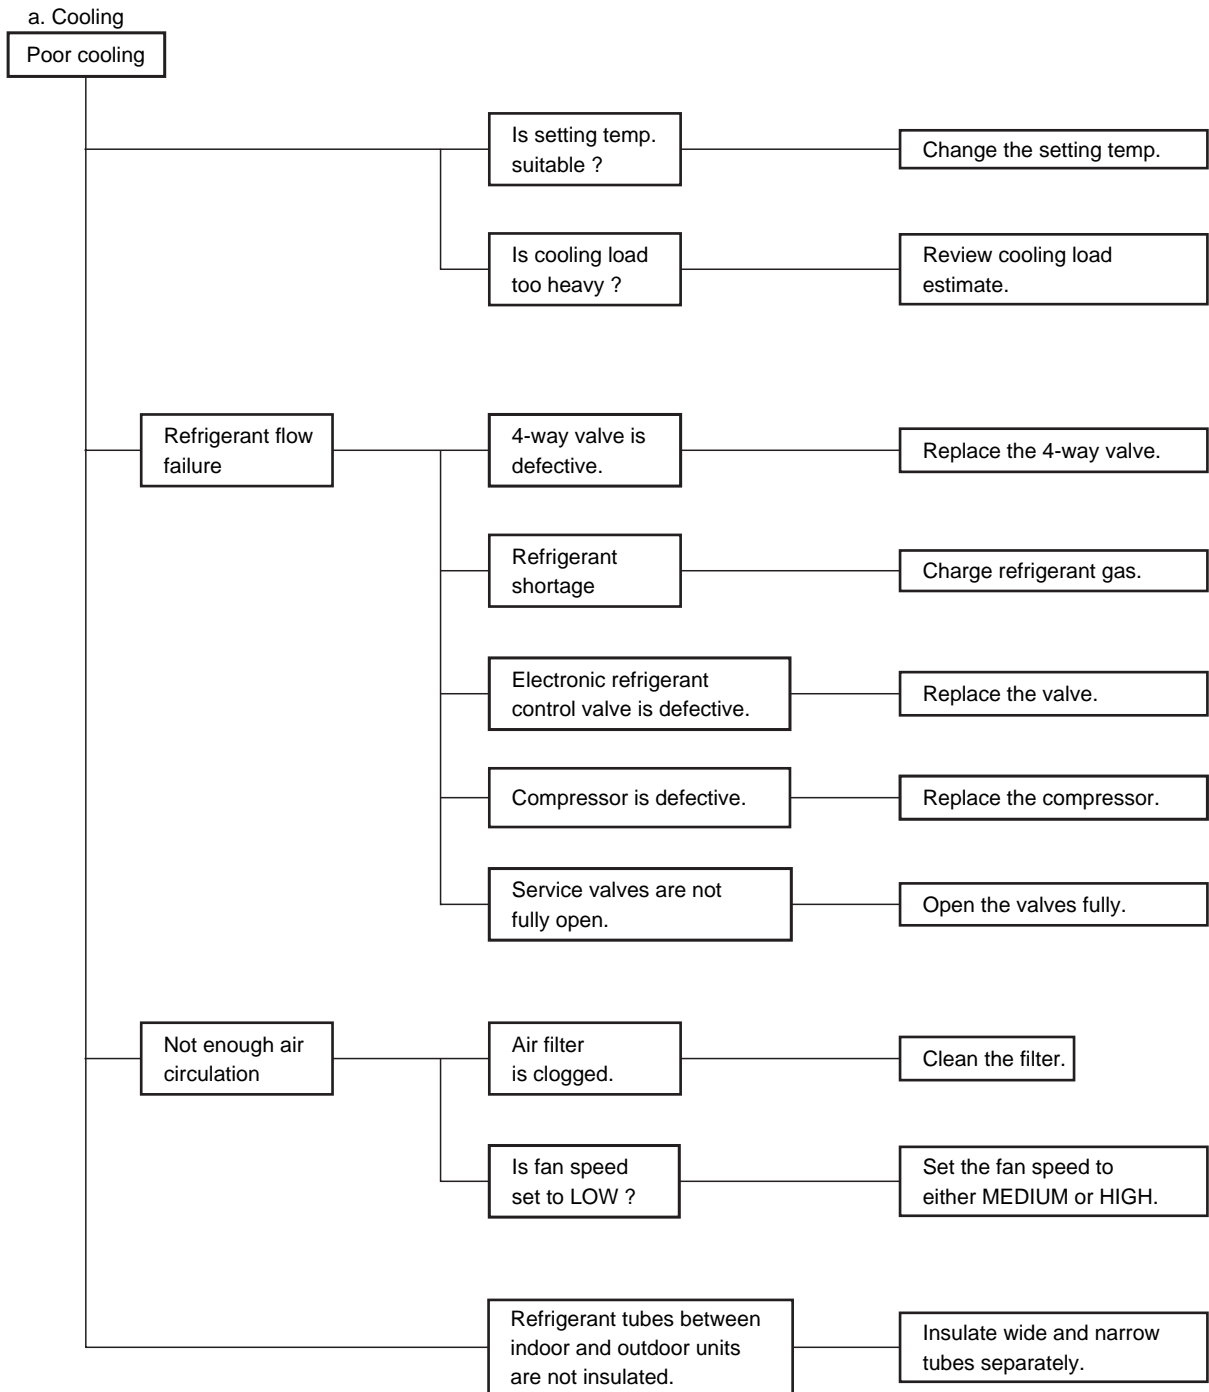 a. Cooling
Poor cooling
Is setting temp.
suitable ?
Change the setting temp.
Is cooling load
too heavy ?
Review cooling load
estimate.
Refrigerant flow
failure
4-way valve is
defective.
Replace the 4-way valve.
Refrigerant
shortage
Charge refrigerant gas.
Electronic refrigerant
control valve is defective.
Replace the valve.
Compressor is defective.
Replace the compressor.
Service valves are not
fully open.
Open the valves fully.
Not enough air
circulation
Air filter
is clogged.
Clean the filter.
Is fan speed
set to LOW ?
Set the fan speed to
either MEDIUM or HIGH.
Refrigerant tubes between
indoor and outdoor units
are not insulated.
Insulate wide and narrow
tubes separately.